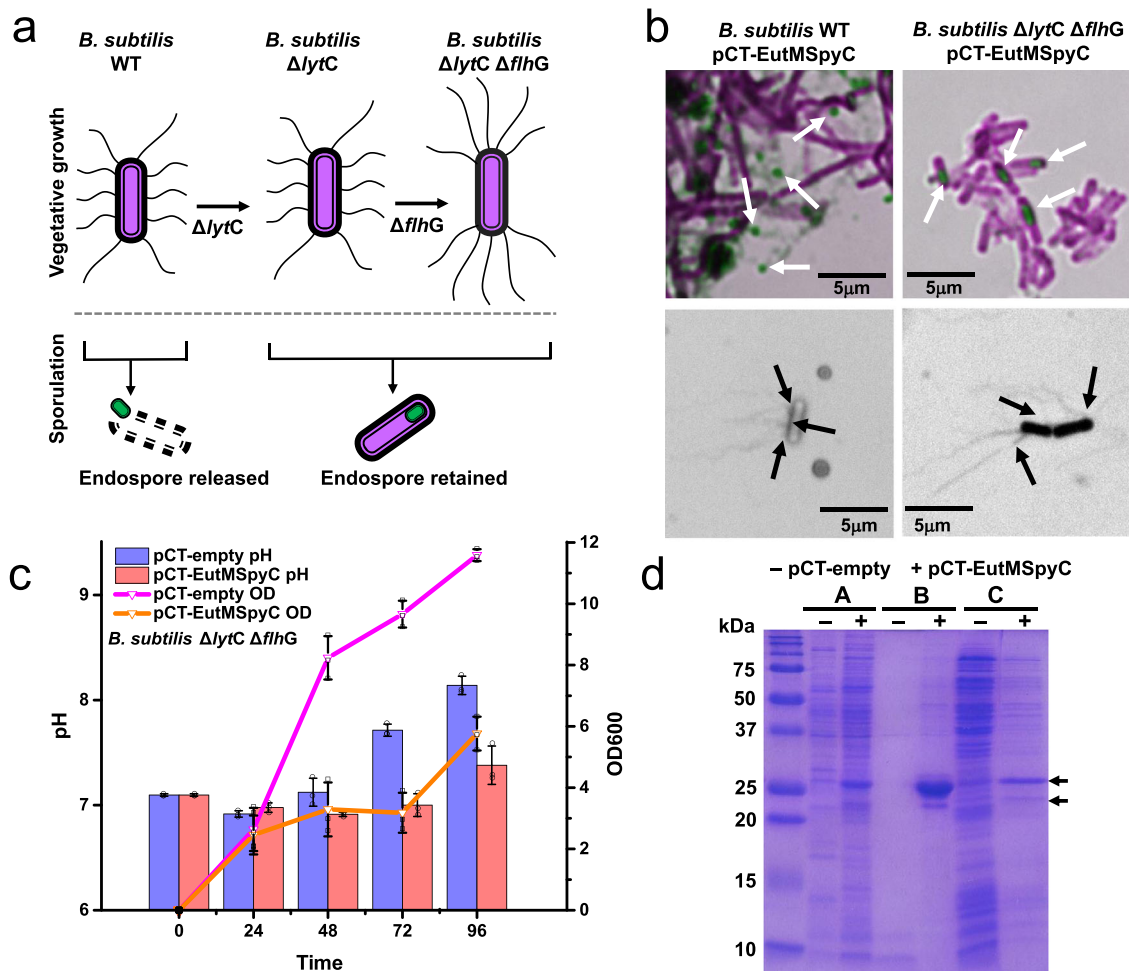 a
B. subtilis
WT
B. subtilis
ΔlytC
B. subtilis
ΔlytC ΔflhG
Vegetative growth
ΔlytC
ΔflhG
Sporulation
Endospore released
Endospore retained
b
B. subtilis WT
pCT-EutMSpyC
B. subtilis ΔlytC ΔflhG
pCT-EutMSpyC
5μm
5μm
5μm
5μm
c
pCT-empty pH
pCT-EutMSpyC pH
pCT-empty OD
pCT-EutMSpyC OD
B. subtilis ΔlytC ΔflhG
pH
9
8
7
6
OD600
12
10
8
6
4
2
0
0 24 48 72 96
Time
d
– pCT-empty + pCT-EutMSpyC
A B C
kDa – + – + – +
75
50
37
25
20
15
10